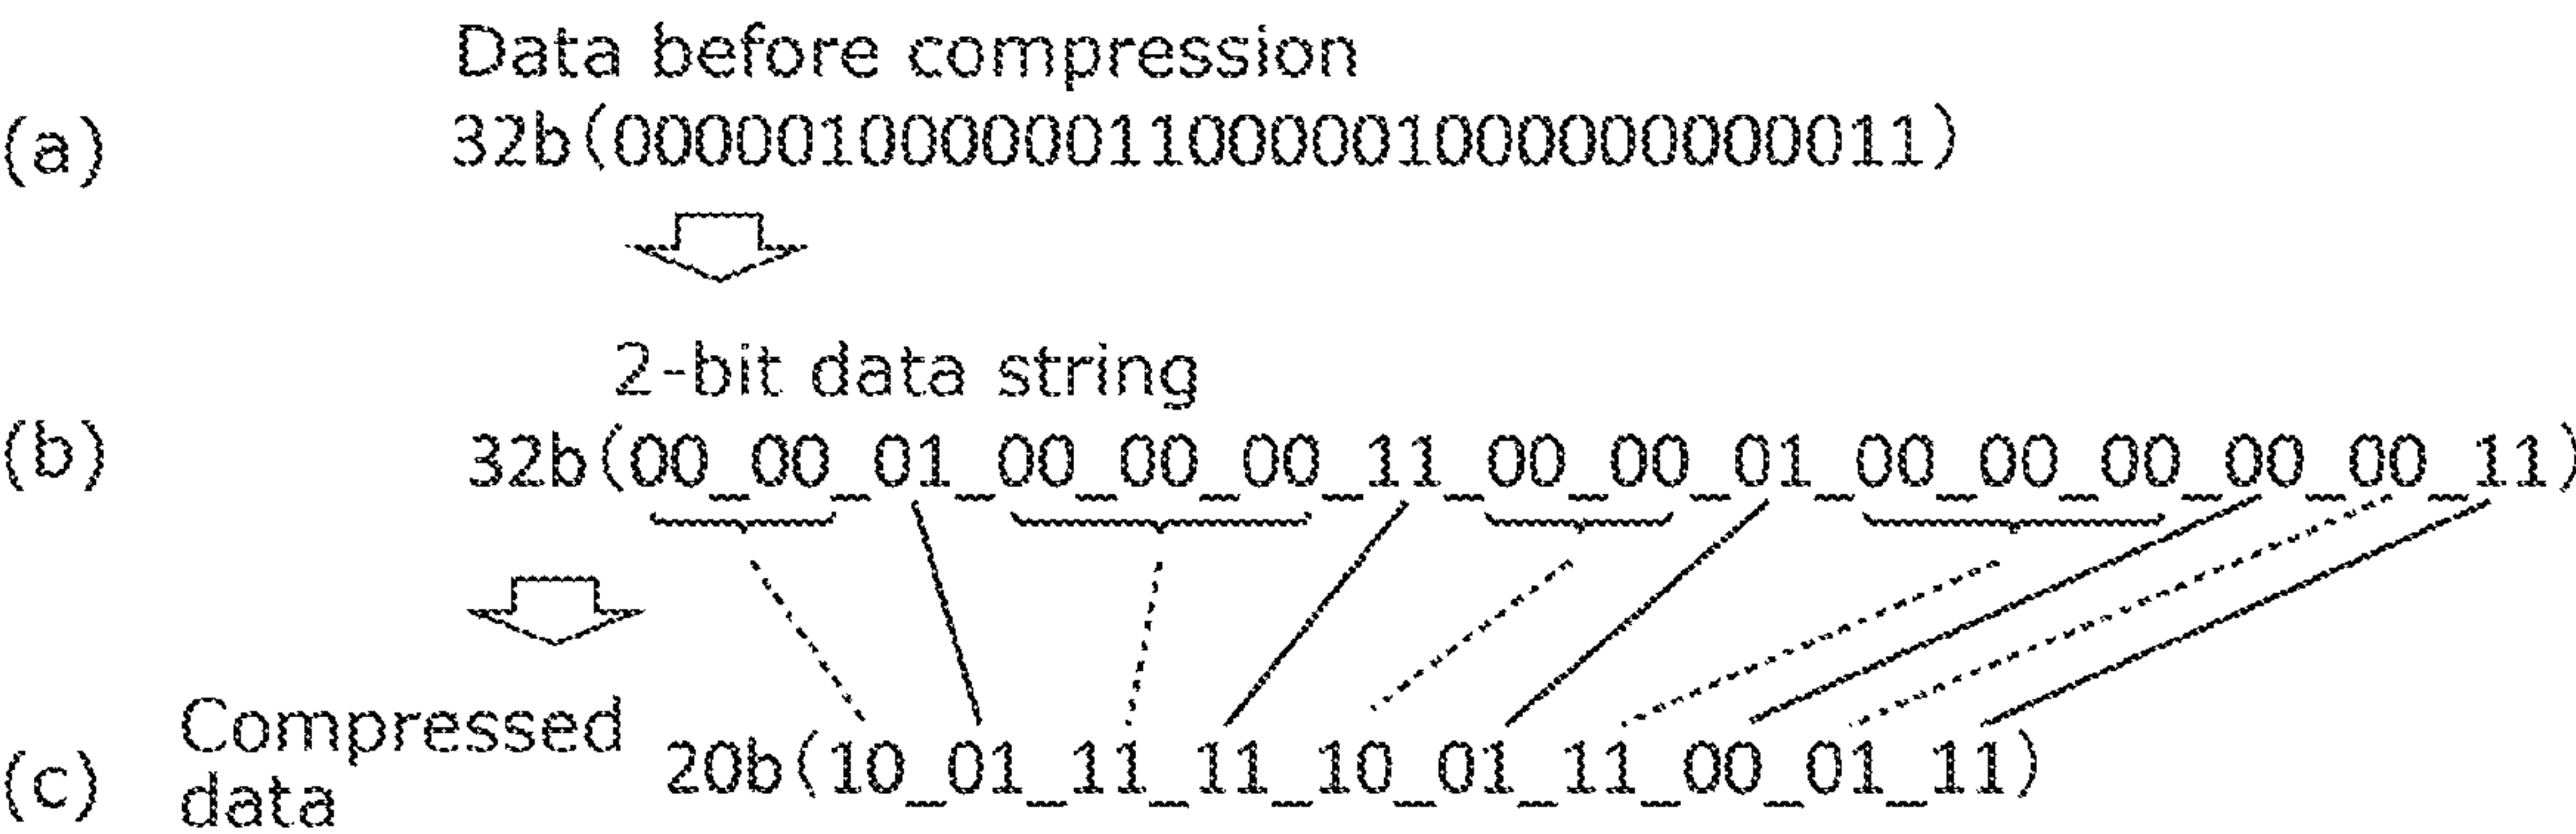 Data before compression
(a) 32b(00000100000011000001000000000011)
2-bit data string
(b) 32b(00_00_01_00_00_00_11_00_00_01_00_00_00_00_00_11)
Compressed
(c) data 20b(10_01_11_11_10_01_11_00_01_11)